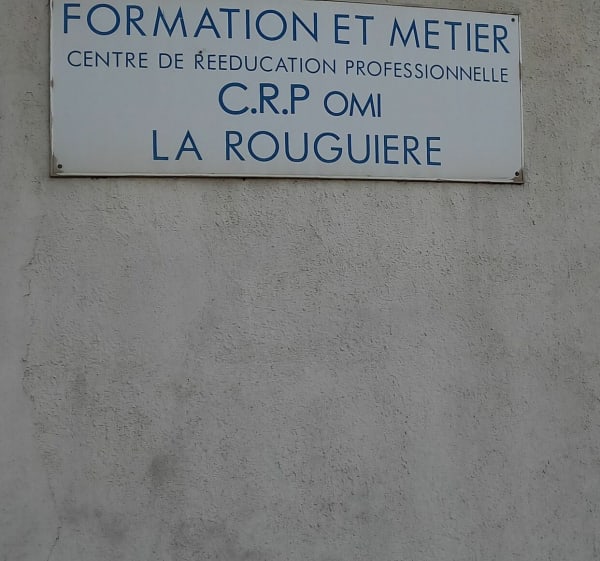 FORMATION ET METIER
CENTRE DE REEDUCATION PROFESSIONNELLE
C.R.P OMI
LA ROUGUIERE